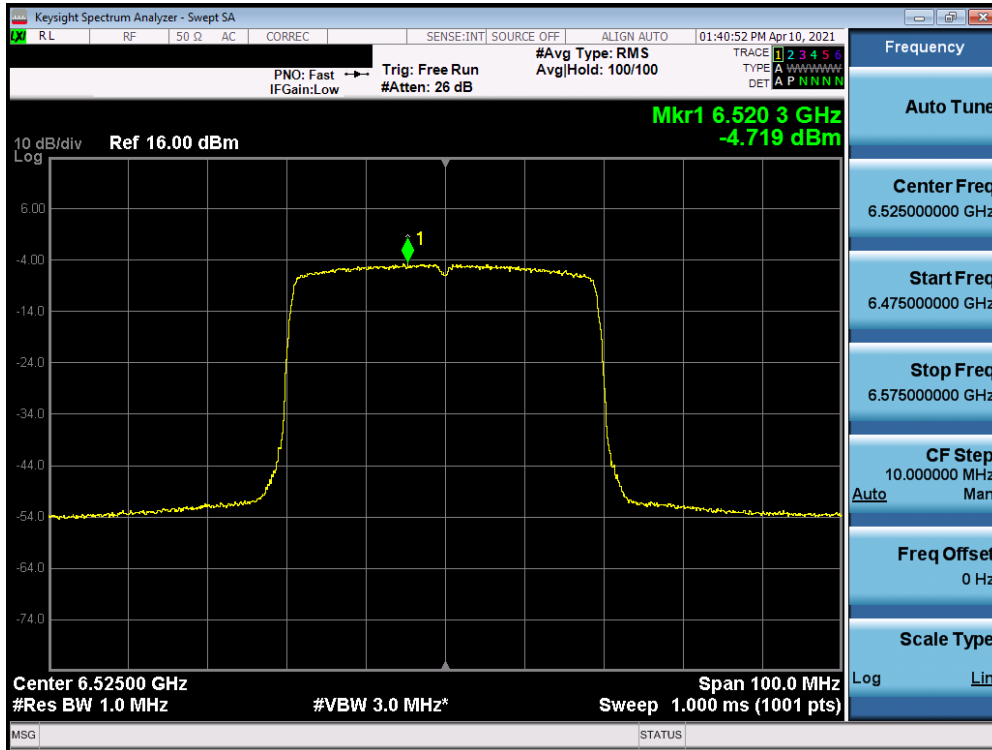 Keysight Spectrum Analyzer - Swept SA
LXI RL RF 50 Ω AC CORREC SENSE:INT SOURCE OFF ALIGN AUTO 01:40:52 PM Apr 10, 2021
PNO: Fast
IFGain:Low
Trig: Free Run
#Atten: 26 dB
#Avg Type: RMS
Avg|Hold: 100/100
TRACE 1 2 3 4 5 6
TYPE A W W W W W
DET A P N N N N
Mkr1 6.520 3 GHz
-4.719 dBm
10 dB/div Ref 16.00 dBm
Log
1
6.00
-4.00
-14.0
-24.0
-34.0
-44.0
-54.0
-64.0
-74.0
Center 6.52500 GHz Span 100.0 MHz
#Res BW 1.0 MHz #VBW 3.0 MHz* Sweep 1.000 ms (1001 pts)
MSG STATUS
Frequency
Auto Tune
Center Freq
6.525000000 GHz
Start Freq
6.475000000 GHz
Stop Freq
6.575000000 GHz
CF Step
10.000000 MHz
Auto Man
Freq Offset
0 Hz
Scale Type
Log Lin